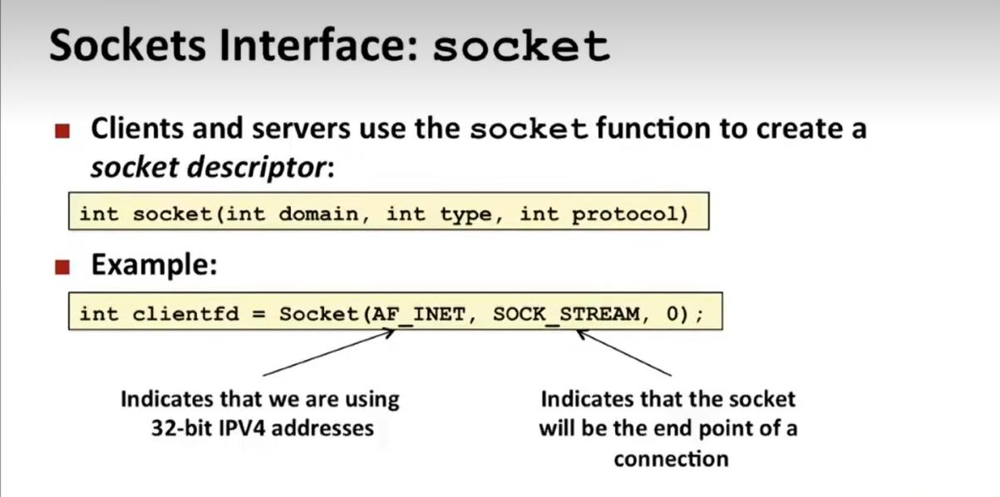 Sockets Interface: socket
Clients and servers use the socket function to create a
socket descriptor:
int socket(int domain, int type, int protocol)
Example:
int clientfd = Socket(AF_INET, SOCK_STREAM, 0);
Indicates that we are using
32-bit IPV4 addresses
Indicates that the socket
will be the end point of a
connection